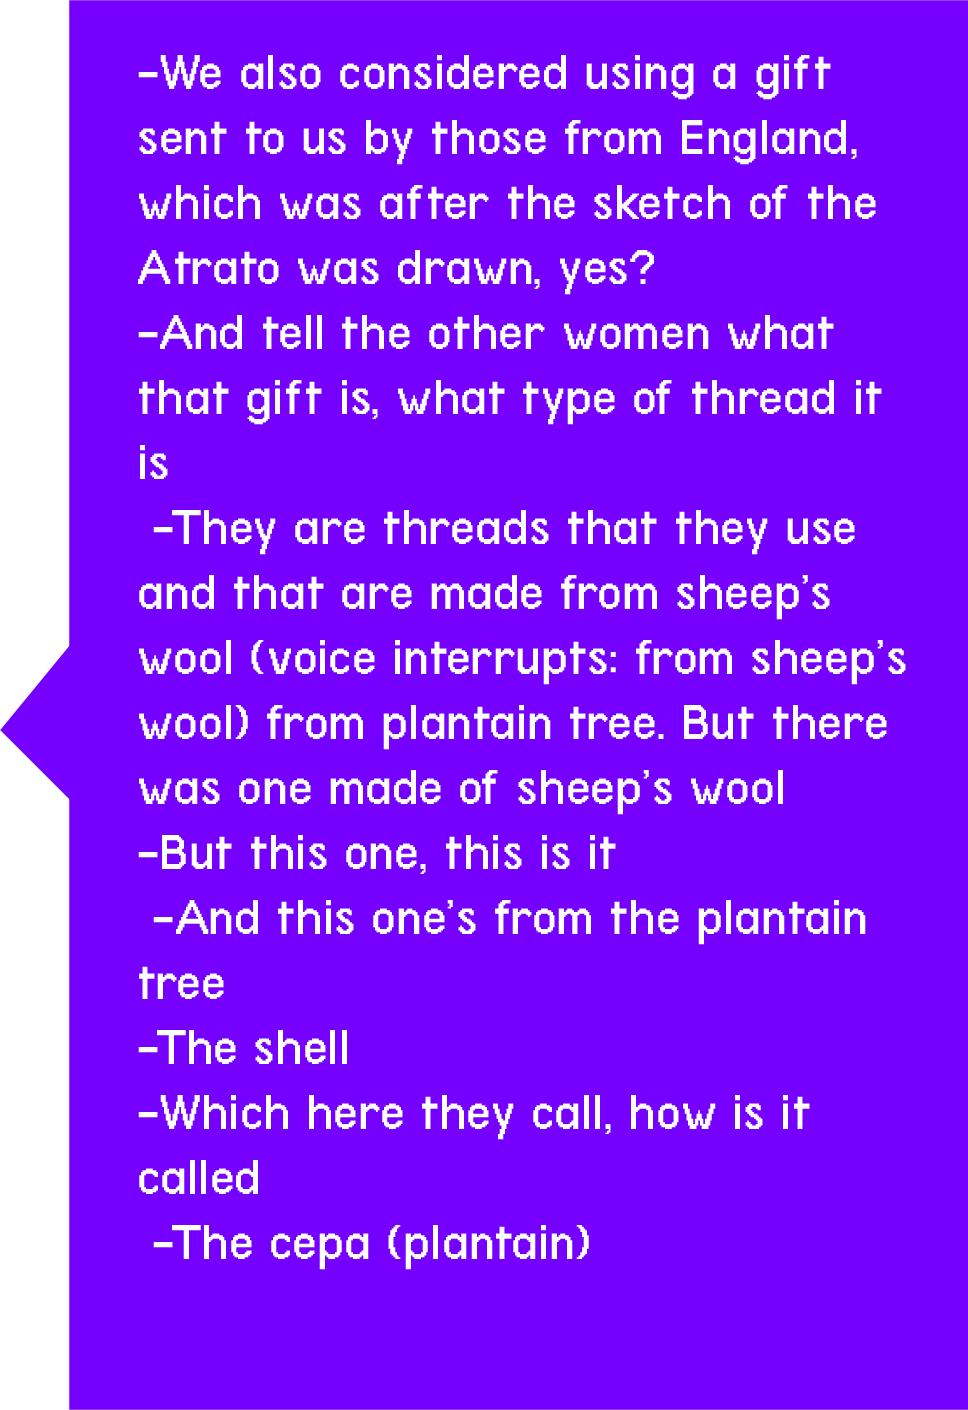 -We also considered using a gift
sent to us by those from England,
which was after the sketch of the
Atrato was drawn, yes?
-And tell the other women what
that gift is, what type of thread it
is
-They are threads that they use
and that are made from sheep's
wool (voice interrupts: from sheep's
wool) from plantain tree. But there
was one made of sheep's wool
-But this one, this is it
-And this one's from the plantain
tree
-The shell
-Which here they call, how is it
called
-The cepa (plantain)